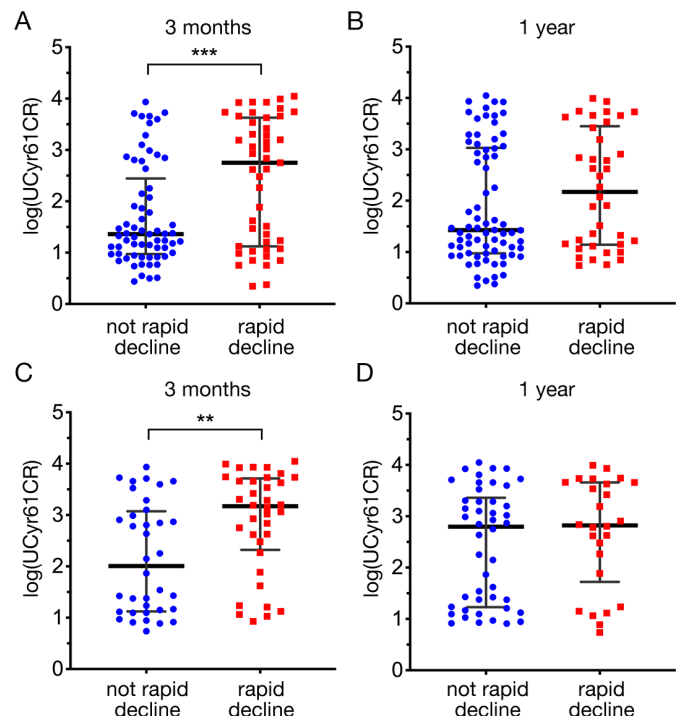 A
3 months
***
log(UCyr61CR)
5
4
3
2
1
0
not rapid
decline
rapid
decline
B
1 year
log(UCyr61CR)
5
4
3
2
1
0
not rapid
decline
rapid
decline
C
3 months
**
log(UCyr61CR)
5
4
3
2
1
0
not rapid
decline
rapid
decline
D
1 year
log(UCyr61CR)
5
4
3
2
1
0
not rapid
decline
rapid
decline